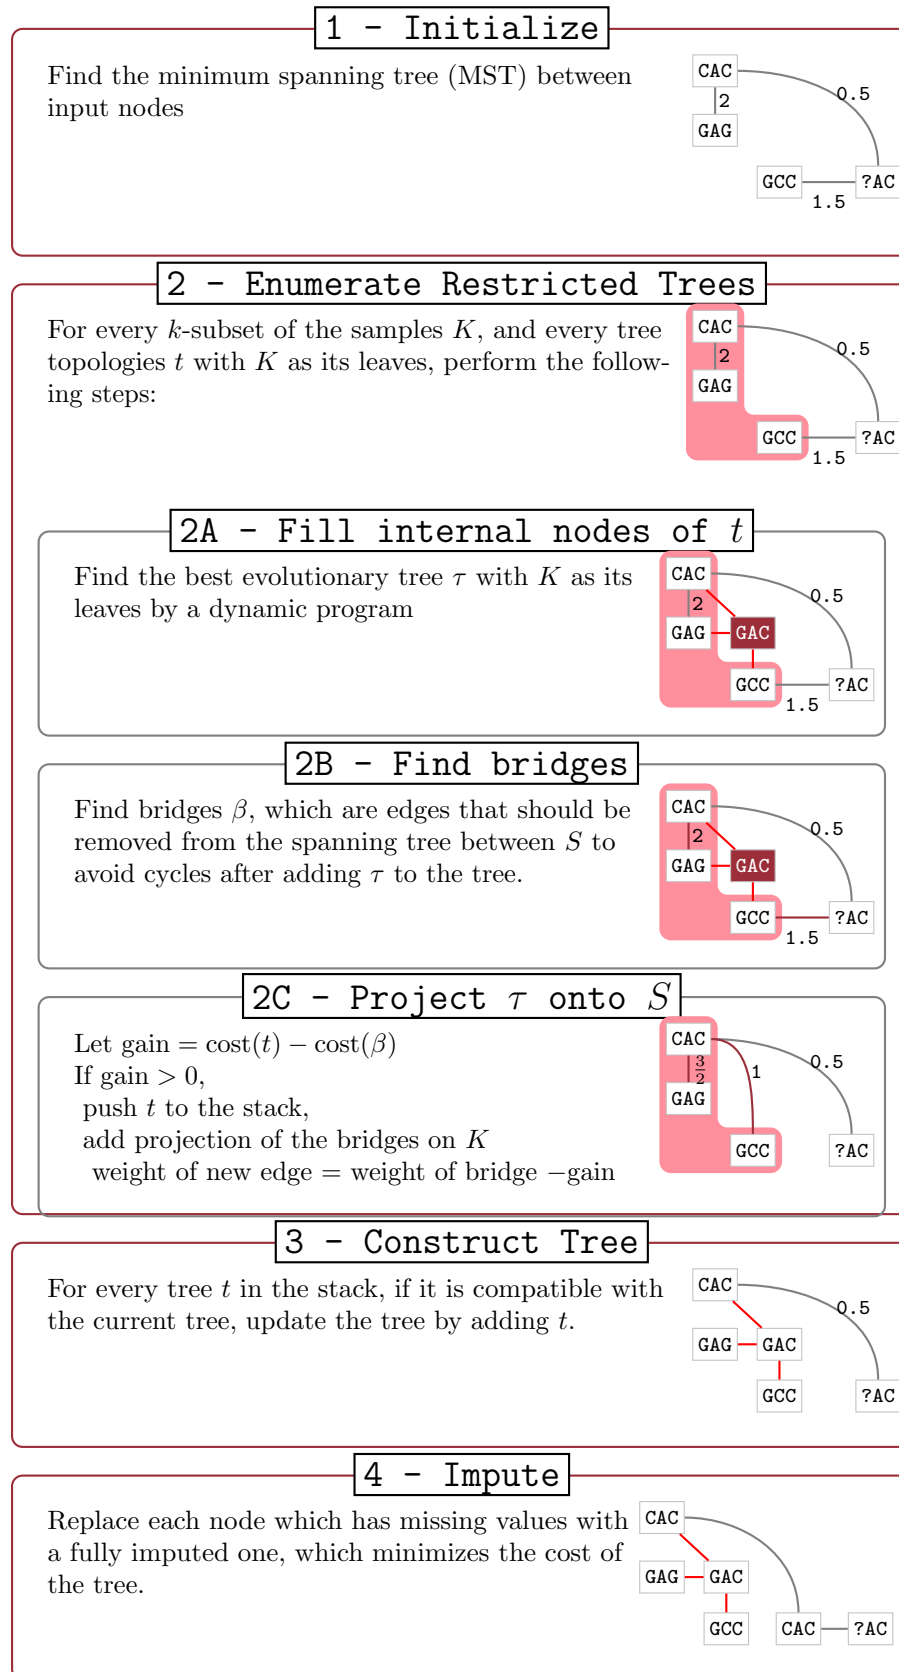 1 - Initialize
Find the minimum spanning tree (MST) between
input nodes
CAC
0.5
2
GAG
GCC
?AC
1.5
2 - Enumerate Restricted Trees
For every k-subset of the samples K, and every tree
topologies t with K as its leaves, perform the follow-
ing steps:
CAC
0.5
2
GAG
GCC
?AC
1.5
2A - Fill internal nodes of t
Find the best evolutionary tree τ with K as its
leaves by a dynamic program
CAC
0.5
2
GAG
GAC
GCC
?AC
1.5
2B - Find bridges
Find bridges β, which are edges that should be
removed from the spanning tree between S to
avoid cycles after adding τ to the tree.
CAC
0.5
2
GAG
GAC
GCC
?AC
1.5
2C - Project τ onto S
Let gain = cost(t) − cost(β)
If gain > 0,
push t to the stack,
add projection of the bridges on K
weight of new edge = weight of bridge −gain
CAC
0.5
3/2
1
GAG
GCC
?AC
3 - Construct Tree
For every tree t in the stack, if it is compatible with
the current tree, update the tree by adding t.
CAC
0.5
GAG
GAC
GCC
?AC
4 - Impute
Replace each node which has missing values with
a fully imputed one, which minimizes the cost of
the tree.
CAC
GAG
GAC
GCC
CAC
?AC